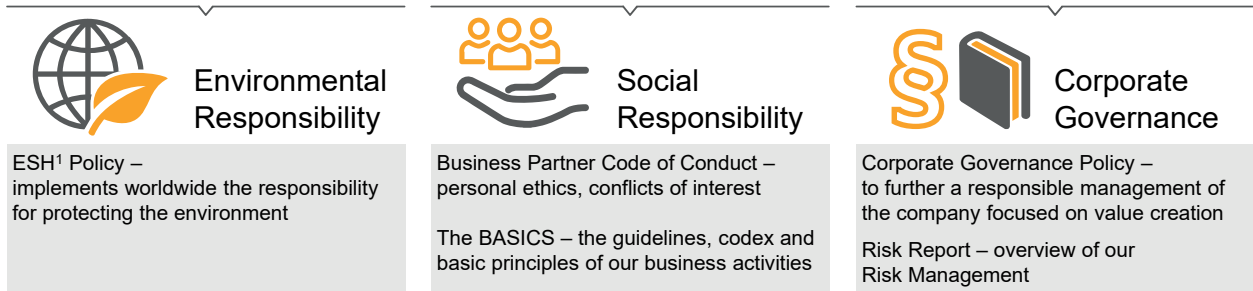 Environmental
Responsibility
ESH¹ Policy –
implements worldwide the responsibility
for protecting the environment
Social
Responsibility
Business Partner Code of Conduct –
personal ethics, conflicts of interest
The BASICS – the guidelines, codex and
basic principles of our business activities
§
Corporate
Governance
Corporate Governance Policy –
to further a responsible management of
the company focused on value creation
Risk Report – overview of our
Risk Management